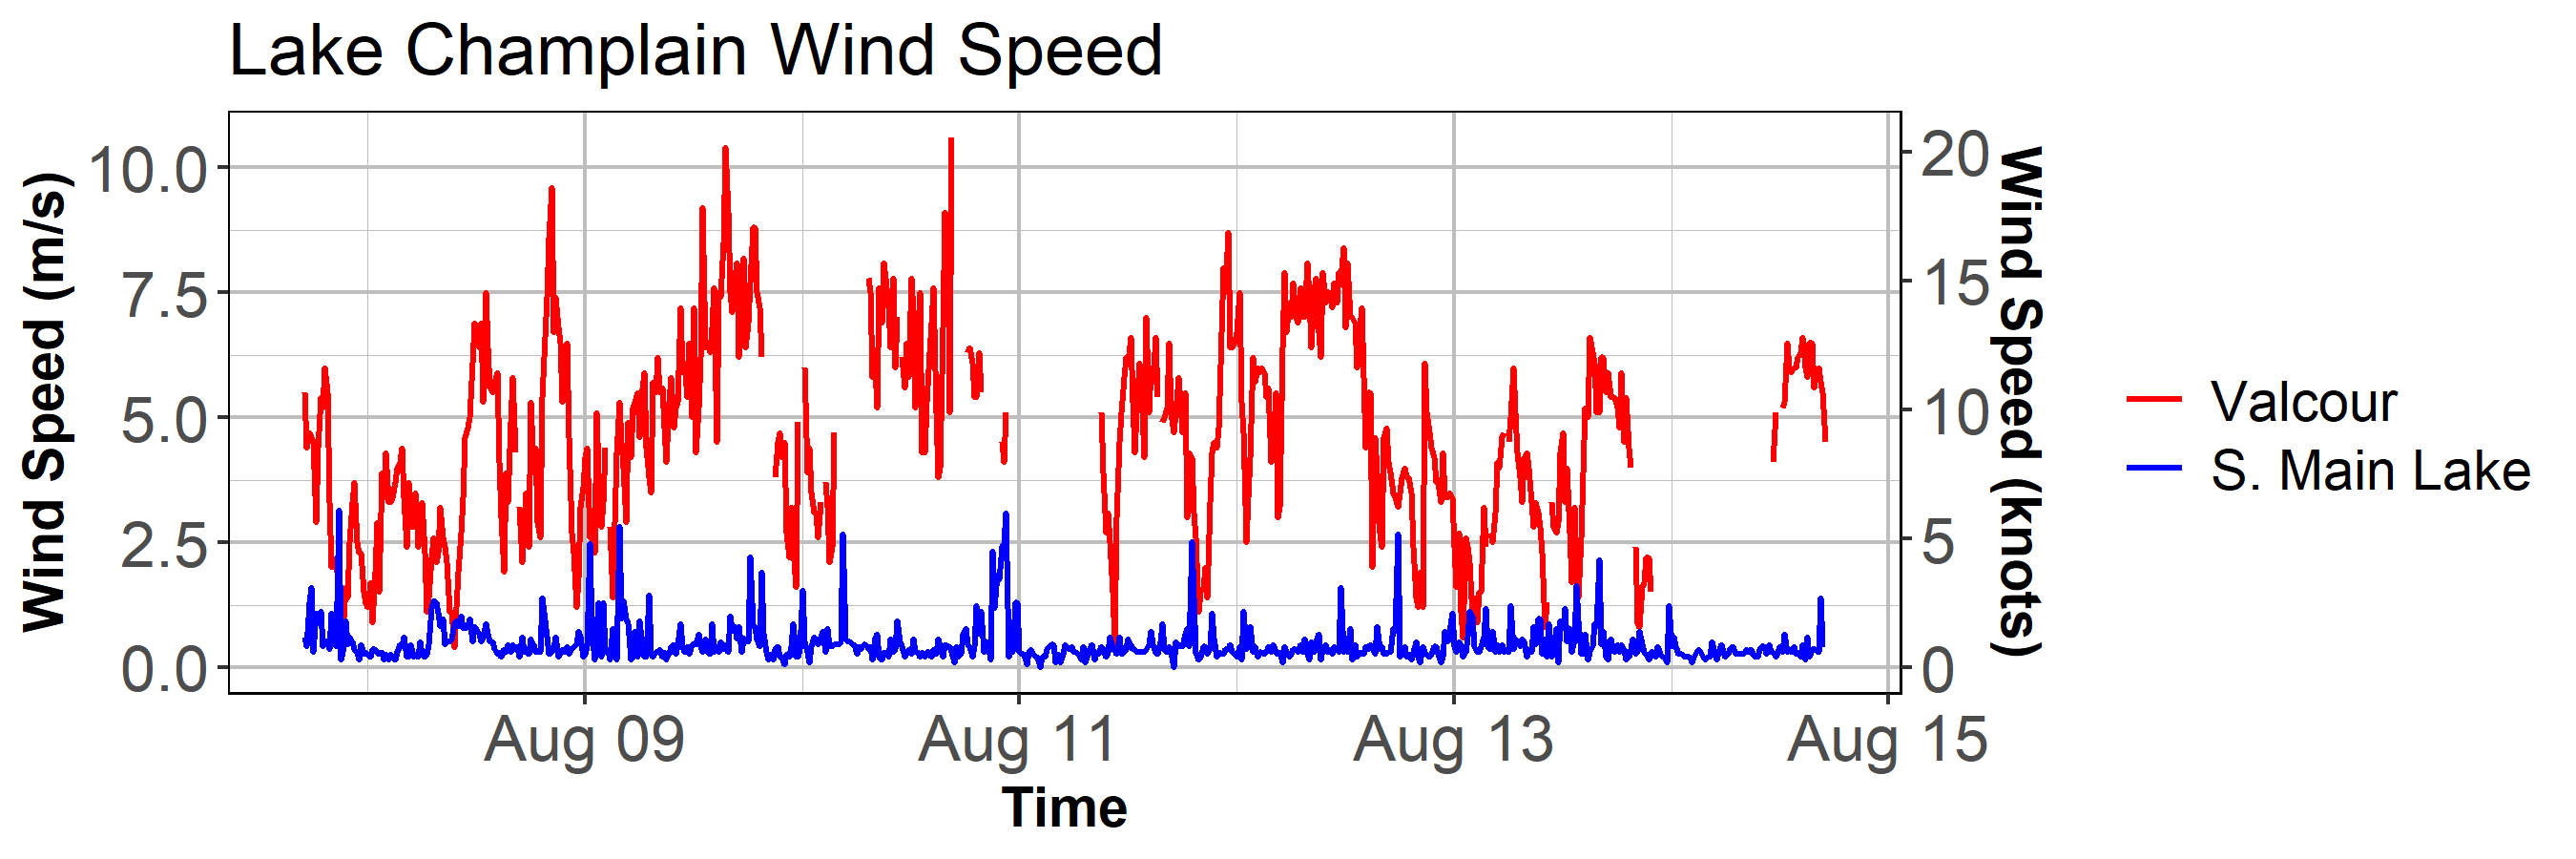 Lake Champlain Wind Speed
Wind Speed (m/s)
10.0
7.5
5.0
2.5
0.0
20
15
10
5
0
Wind Speed (knots)
Aug 09
Aug 11
Aug 13
Aug 15
Time
Valcour
S. Main Lake